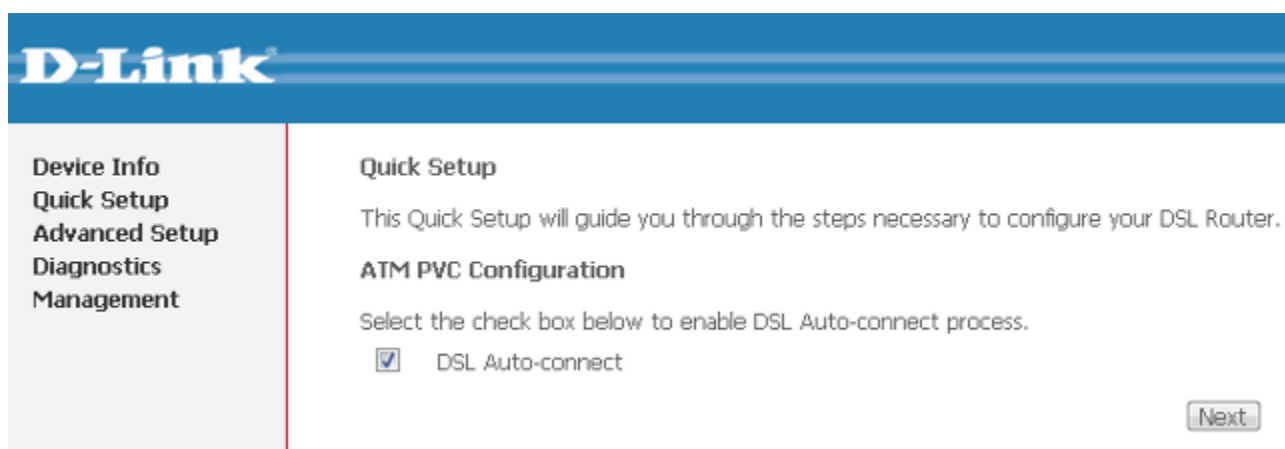 D-Link
Device Info
Quick Setup
Advanced Setup
Diagnostics
Management
Quick Setup
This Quick Setup will guide you through the steps necessary to configure your DSL Router.
ATM PVC Configuration
Select the check box below to enable DSL Auto-connect process.
DSL Auto-connect
Next